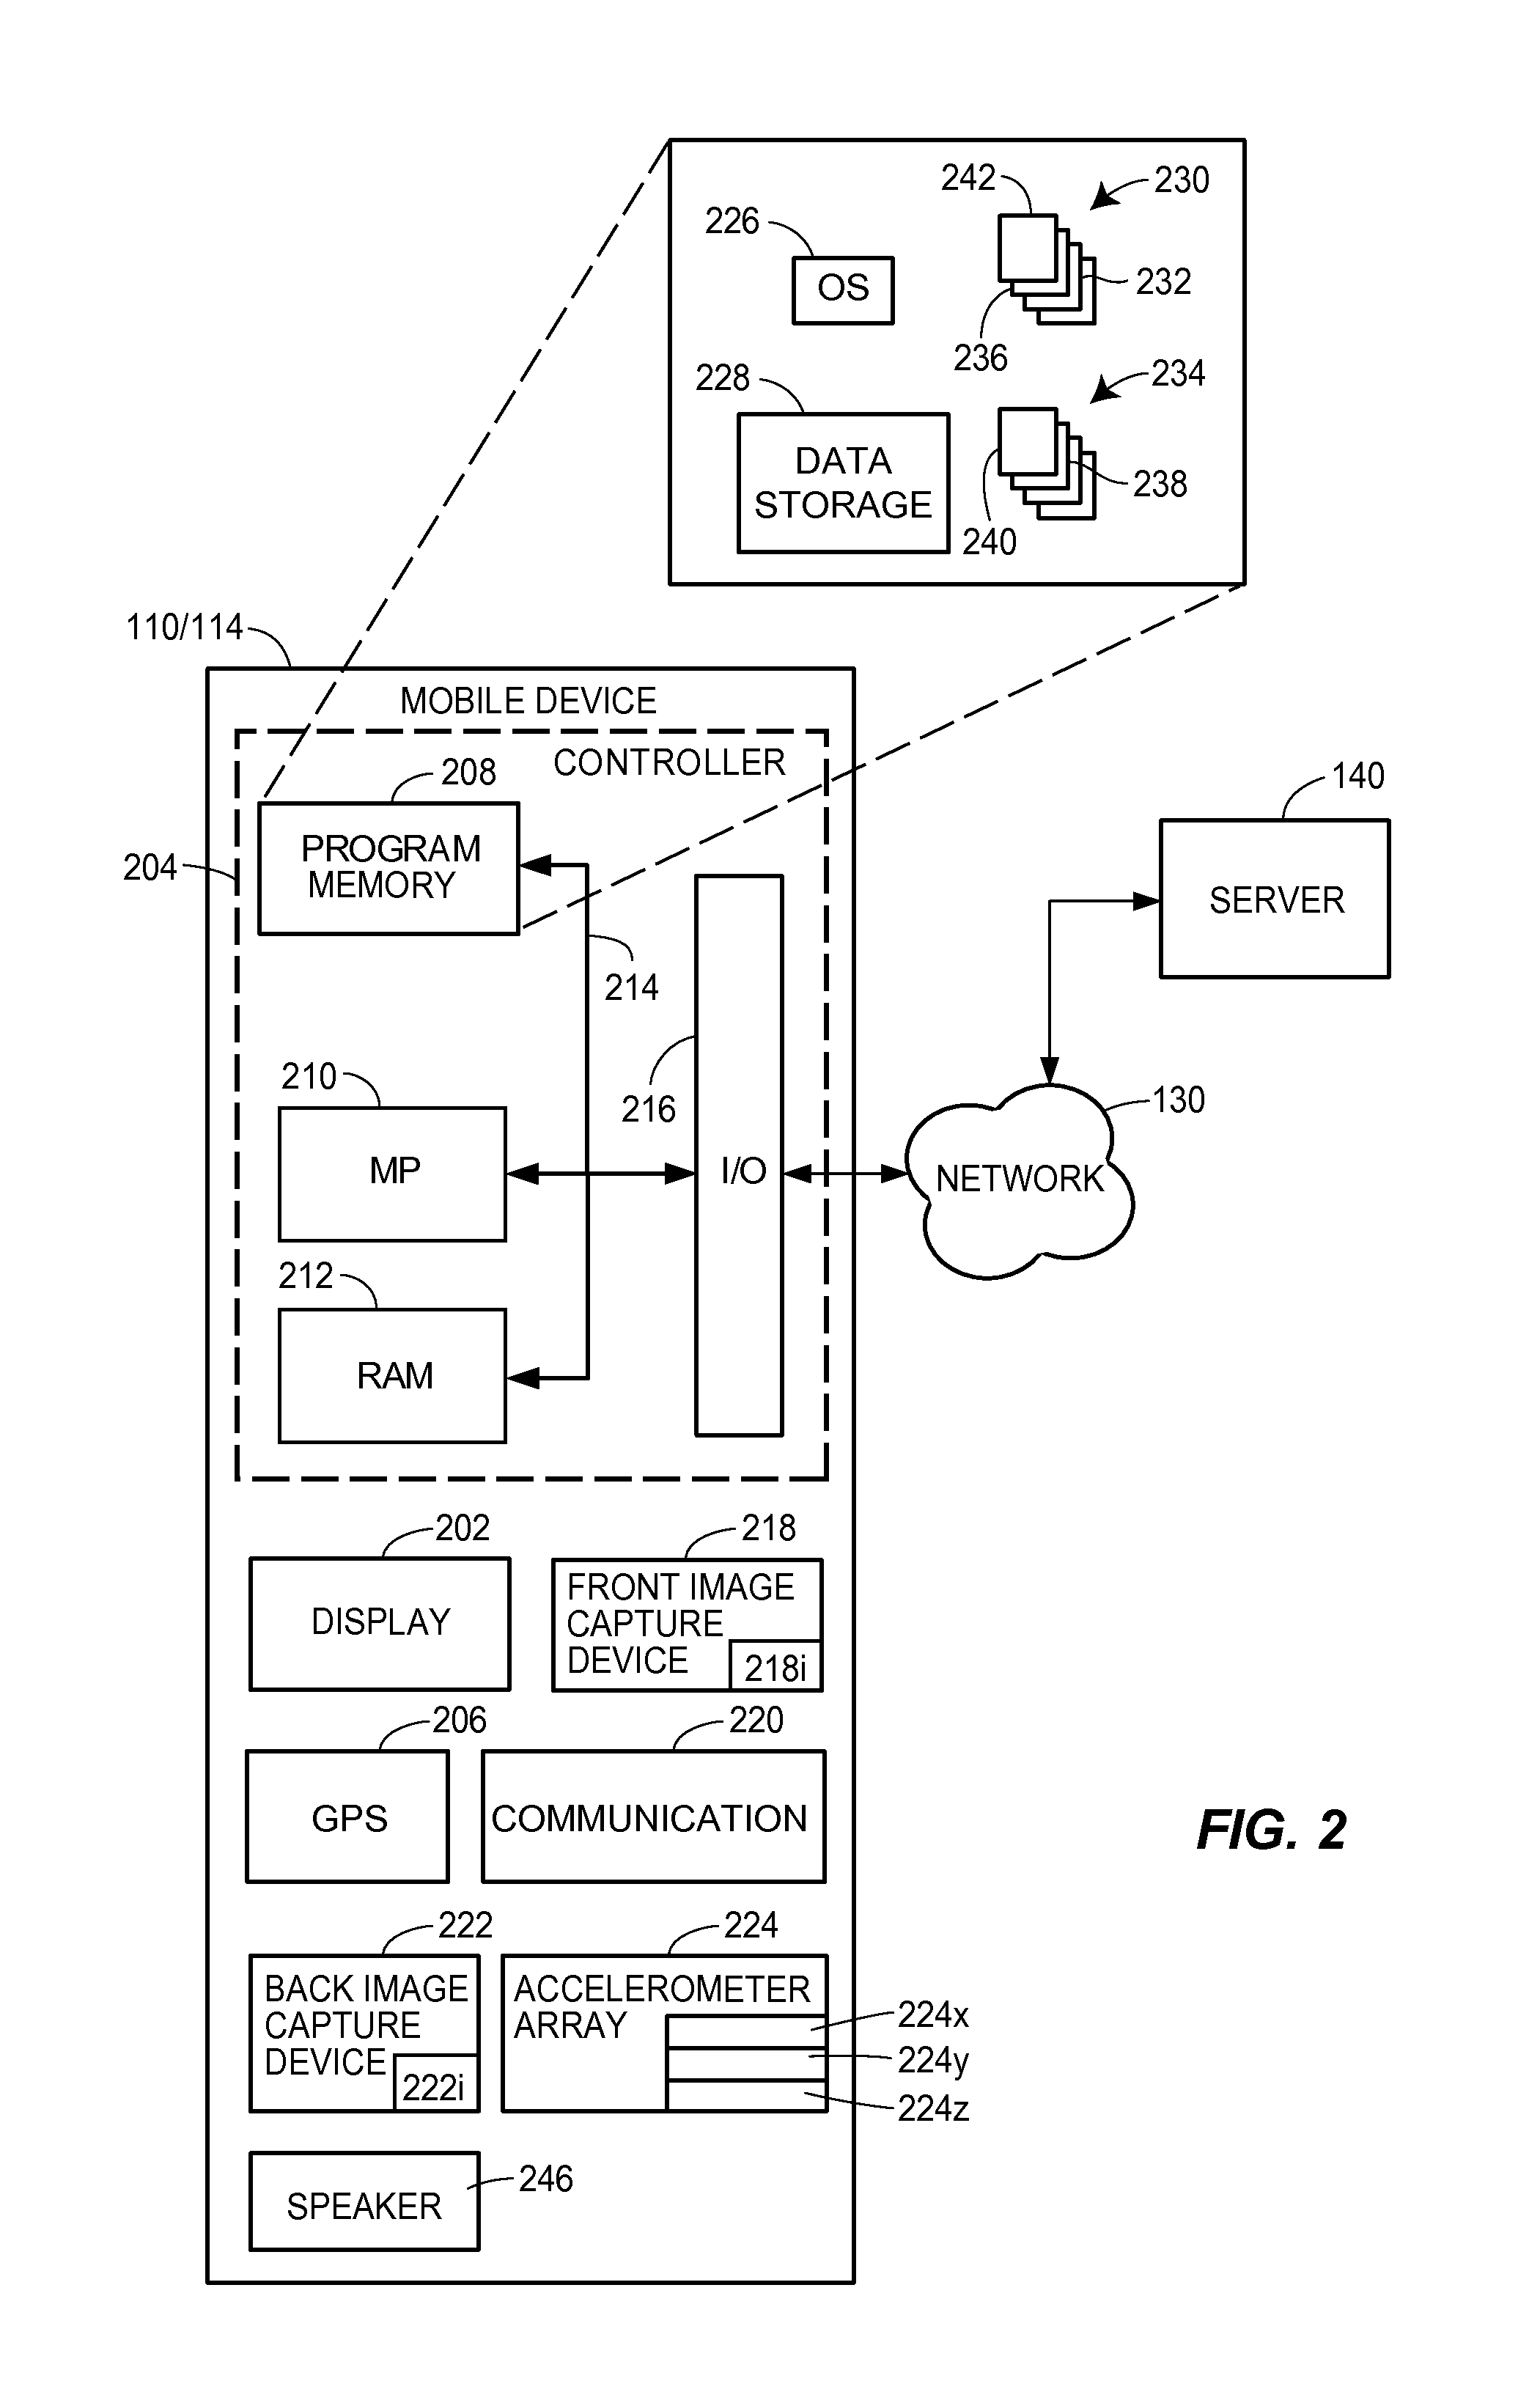 242
230
226
OS
232
236
228
234
DATA
STORAGE
238
240
110/114
MOBILE DEVICE
CONTROLLER
208
PROGRAM
MEMORY
204
140
SERVER
214
210
216
130
MP
I/O
NETWORK
212
RAM
202
218
DISPLAY
FRONT IMAGE
CAPTURE
DEVICE
218i
206
220
GPS
COMMUNICATION
FIG. 2
222
224
BACK IMAGE
CAPTURE
DEVICE
222i
ACCELEROMETER
ARRAY
224x
224y
224z
246
SPEAKER